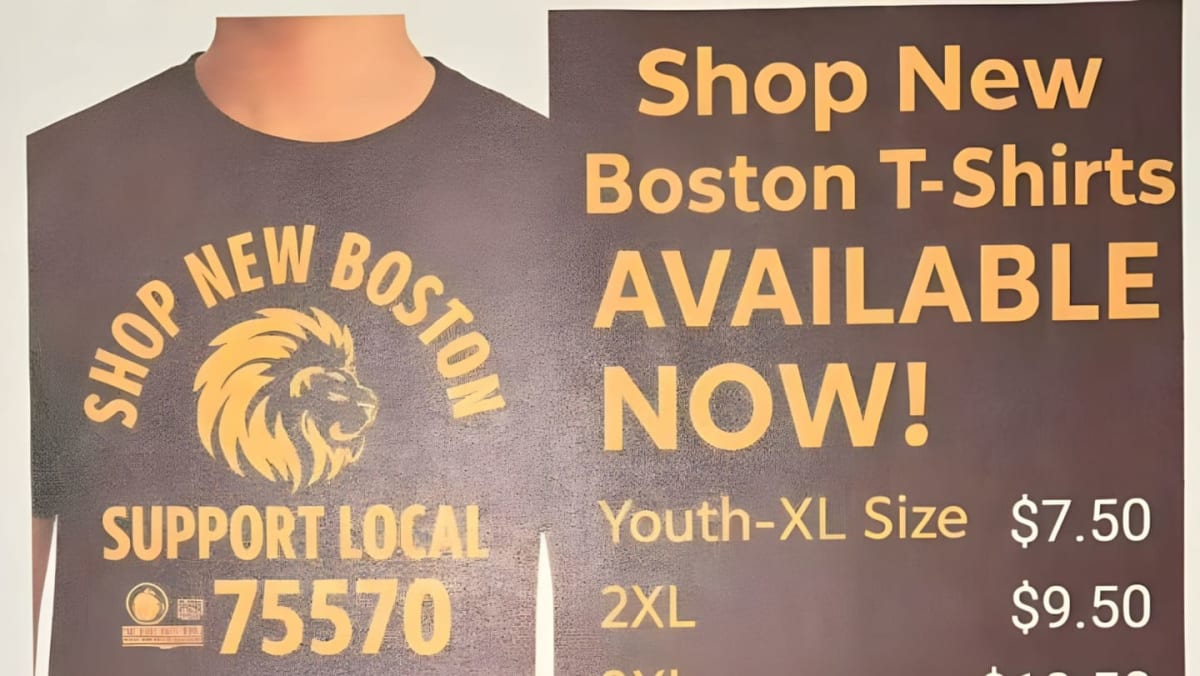 SHOP NEW BOSTON
SUPPORT LOCAL
75570
Shop New
Boston T-Shirts
AVAILABLE
NOW!
Youth-XL Size $7.50
2XL $9.50